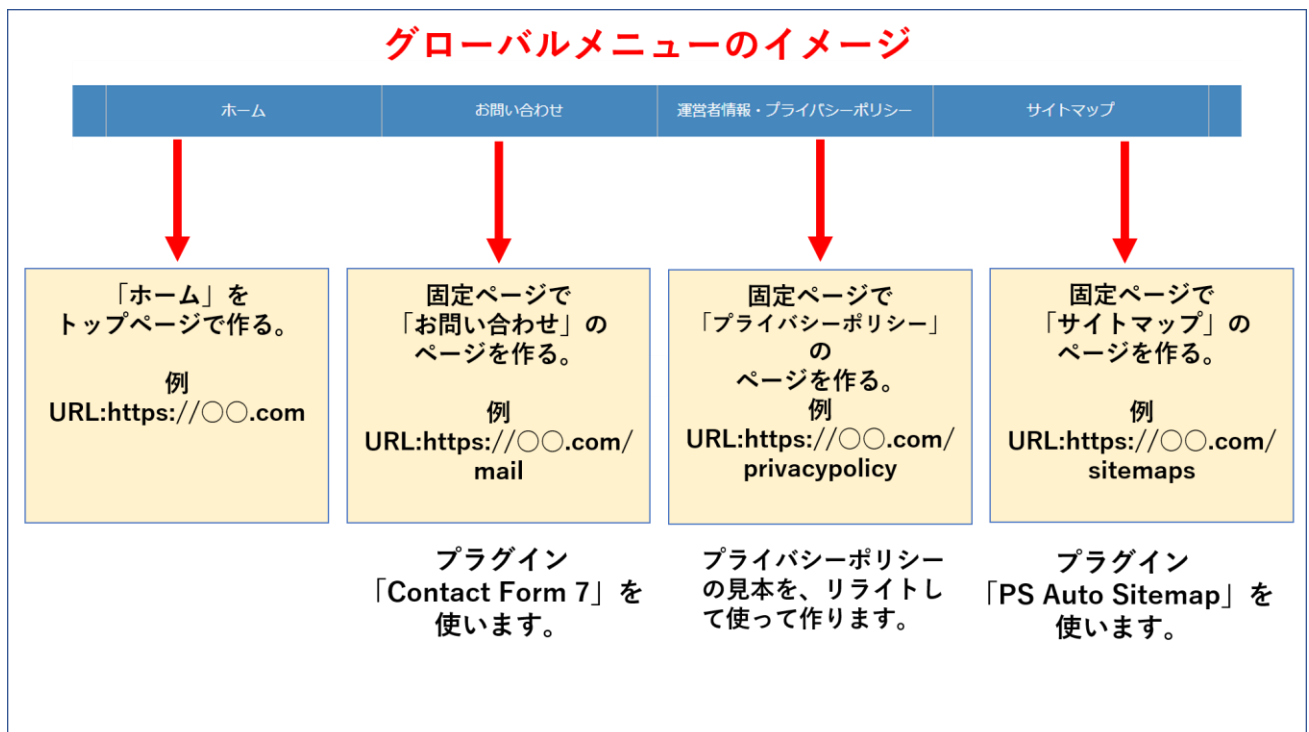 グローバルメニューのイメージ
ホーム
お問い合わせ
運営者情報・プライバシーポリシー
サイトマップ
「ホーム」を
トップページで作る。
例
URL:https://○○.com
固定ページで
「お問い合わせ」の
ページを作る。
例
URL:https://○○.com/
mail
固定ページで
「プライバシーポリシー」
の
ページを作る。
例
URL:https://○○.com/
privacypolicy
固定ページで
「サイトマップ」の
ページを作る。
例
URL:https://○○.com/
sitemaps
プラグイン
「Contact Form 7」を
使います。
プライバシーポリシー
の見本を、リライトし
て使って作ります。
プラグイン
「PS Auto Sitemap」を
使います。